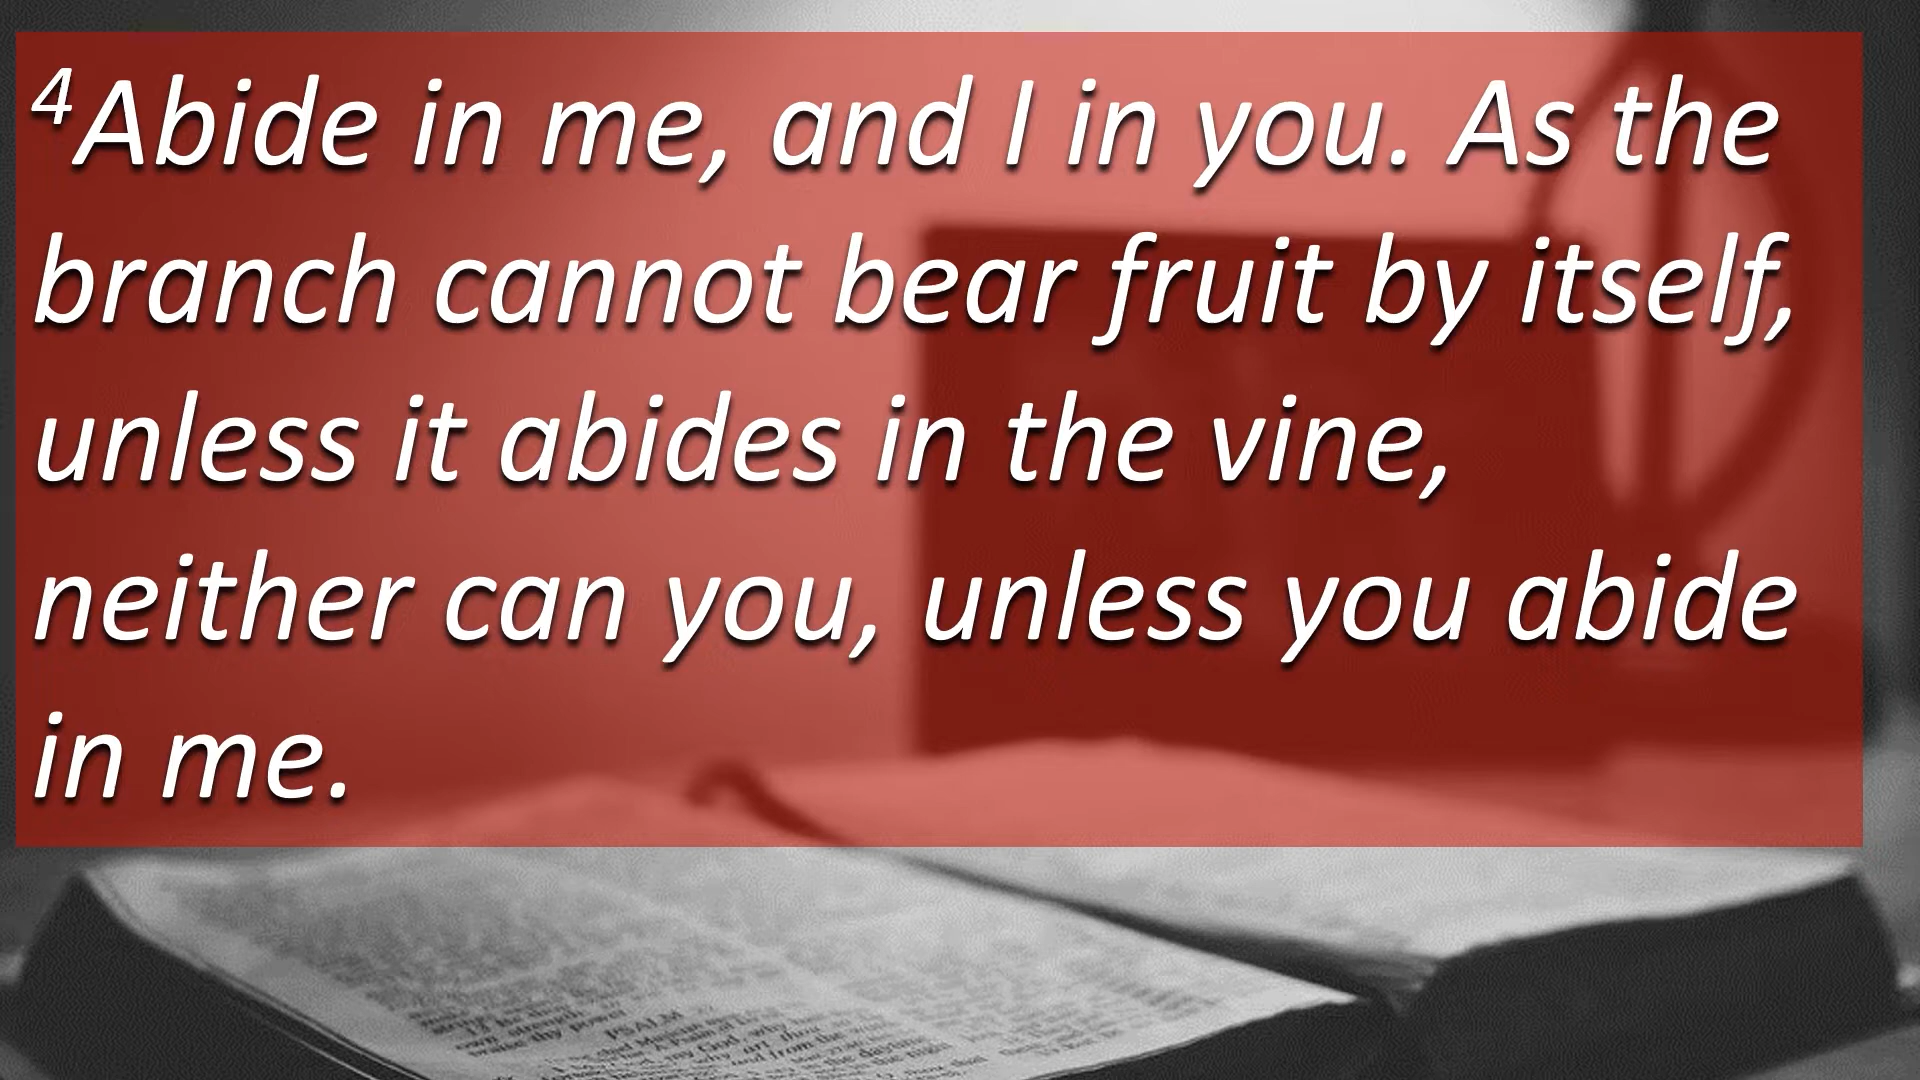 4Abide in me, and I in you. As the
branch cannot bear fruit by itself,
unless it abides in the vine,
neither can you, unless you abide
in me.
PSALM